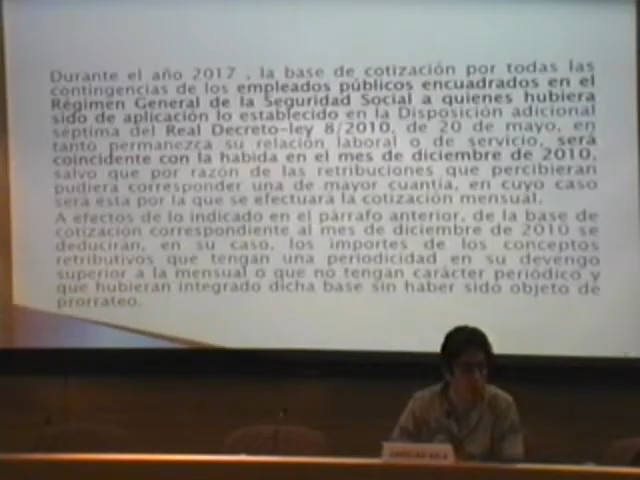 Durante el año 2017 , la base de cotización por todas las
contingencias de los empleados públicos encuadrados en el
Régimen General de la Seguridad Social a quienes hubiera
sido de aplicación lo establecido en la Disposición adicional
séptima del Real Decreto-ley 8/2010, de 20 de mayo, en
tanto permanezca su relación laboral o de servicio, será
coincidente con la habida en el mes de diciembre de 2010,
salvo que por razón de las retribuciones que percibieran
pudiera corresponder una de mayor cuantía, en cuyo caso
será ésta por la que se efectuará la cotización mensual.
A efectos de lo indicado en el párrafo anterior, de la base de
cotización correspondiente al mes de diciembre de 2010 se
deducirán, en su caso, los importes de los conceptos
retributivos que tengan una periodicidad en su devengo
superior a la mensual o que no tengan carácter periódico y
que hubieran integrado dicha base sin haber sido objeto de
prorrateo.